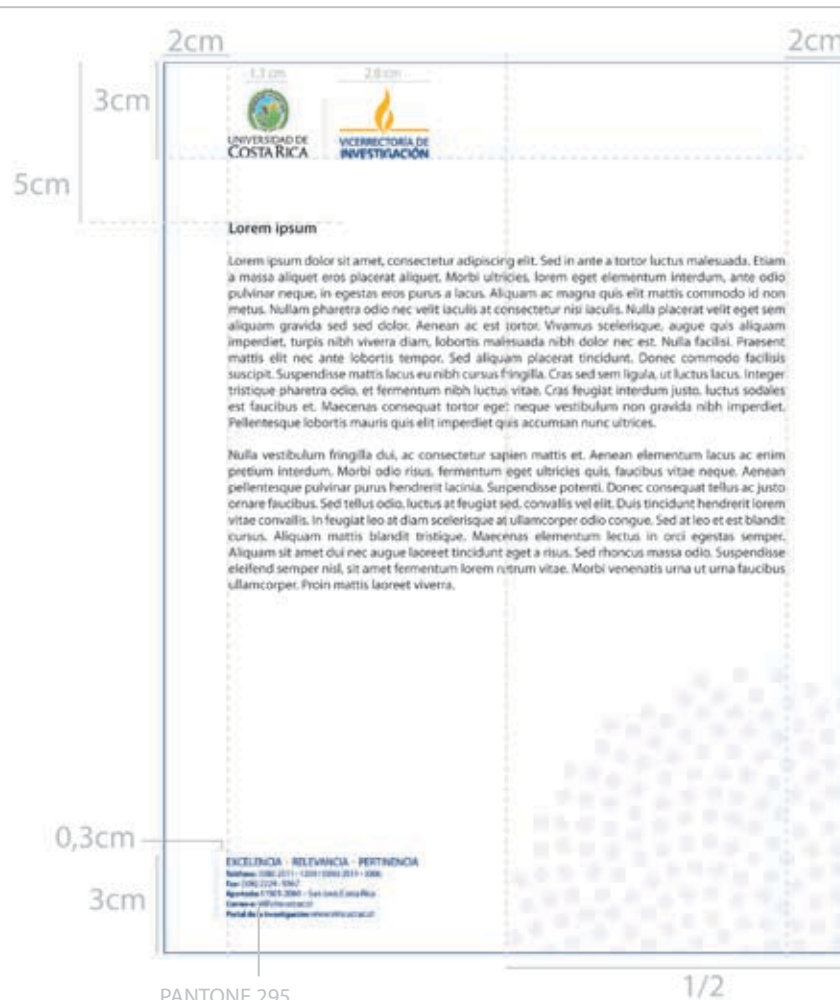 2cm
2cm
3cm
5cm
UNIVERSIDAD DE
COSTA RICA
VICERRECTORÍA DE
INVESTIGACIÓN
Lorem ipsum
Lorem ipsum dolor sit amet, consectetur adipiscing elit. Sed in ante a tortor luctus malesuada. Etiam
a massa aliquet eros placerat aliquet. Morbi ultricies, lorem eget elementum interdum, ante odio
pulvinar neque, in egestas eros purus a lacus. Aliquam ac magna quis elit mattis commodo id non
metus. Nullam pharetra odio nec velit iaculis at consectetur nisi iaculis. Nulla placerat velit eget sem
aliquam gravida sed sed dolor. Aenean ac est tortor. Vivamus scelerisque, augue quis aliquam
imperdiet, turpis nibh viverra diam, lobortis malesuada nibh dolor nec est. Nulla facilisi. Praesent
mattis elit nec ante lobortis tempor. Sed aliquam placerat tincidunt. Donec commodo facilisis
suscipit. Suspendisse mattis lacus eu nibh cursus fringilla. Cras sed sem ligula, ut luctus lacus. Integer
tristique pharetra odio, et fermentum nibh luctus vitae. Cras feugiat interdum justo, luctus sodales
est faucibus et. Maecenas consequat tortor eget neque vestibulum non gravida nibh imperdiet.
Pellentesque lobortis mauris quis elit imperdiet quis accumsan nunc ultrices.
Nulla vestibulum fringilla dui, ac consectetur sapien mattis et. Aenean elementum lacus ac enim
pretium interdum. Morbi odio risus, fermentum eget ultricies quis, faucibus vitae neque. Aenean
pellentesque pulvinar purus hendrerit lacinia. Suspendisse potenti. Donec consequat tellus ac justo
ornare faucibus. Sed tellus odio, luctus at feugiat sed, convallis vel elit. Duis tincidunt hendrerit lorem
vitae convallis. In feugiat leo at diam scelerisque at ullamcorper odio congue. Sed at leo et est blandit
cursus. Aliquam mattis blandit tristique. Maecenas elementum lectus in orci egestas semper.
Aliquam sit amet dui nec augue laoreet tincidunt eget a risus. Sed rhoncus massa odio. Suspendisse
eleifend semper nisl, sit amet fermentum lorem rutrum vitae. Morbi venenatis urna ut urna faucibus
ullamcorper. Proin mattis laoreet viverra.
0,3cm
3cm
EXCELENCIA - RELEVANCIA - PERTINENCIA
Teléfono:
Fax:
Apartado: San José, Costa Rica
Portal de la Investigación:
1/2
PANTONE 295